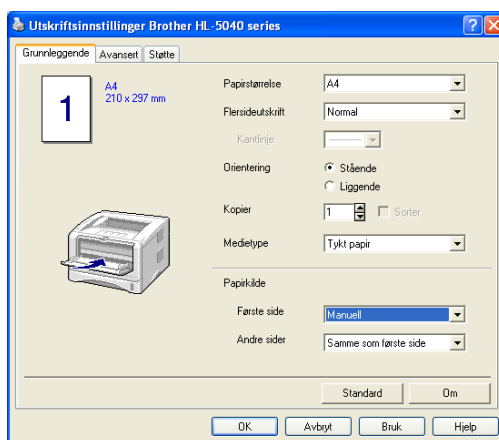 Utskriftsinnstillinger Brother HL-5040 series
Grunnleggende Avansert Støtte
1
A4
210 x 297 mm
Papirstørrelse A4
Flersideutskrift Normal
Kantlinje
Orientering Stående
Liggende
Kopier 1 Sorter
Medietype Tykt papir
Papirkilde
Første side Manuell
Andre sider Samme som første side
Standard Om
OK Avbryt Bruk Hjelp